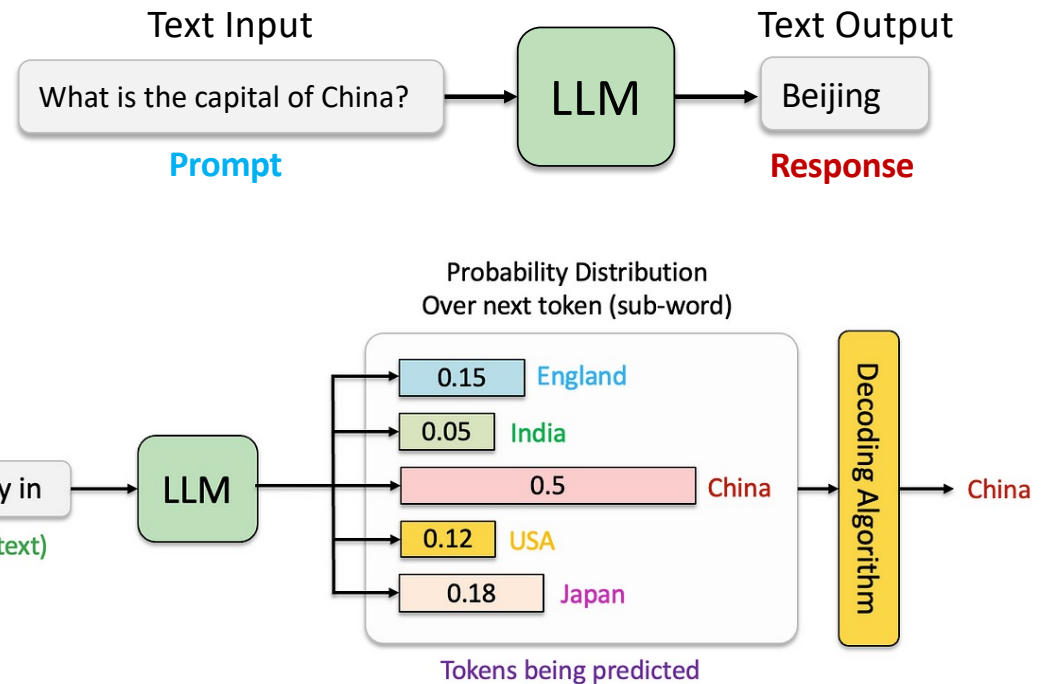 Text Input
Text Output
What is the capital of China?
LLM
Beijing
Prompt
Response
Probability Distribution
Over next token (sub-word)
0.15 England
0.05 India
y in
LLM
0.5 China
Decoding Algorithm
China
text)
0.12 USA
0.18 Japan
Tokens being predicted